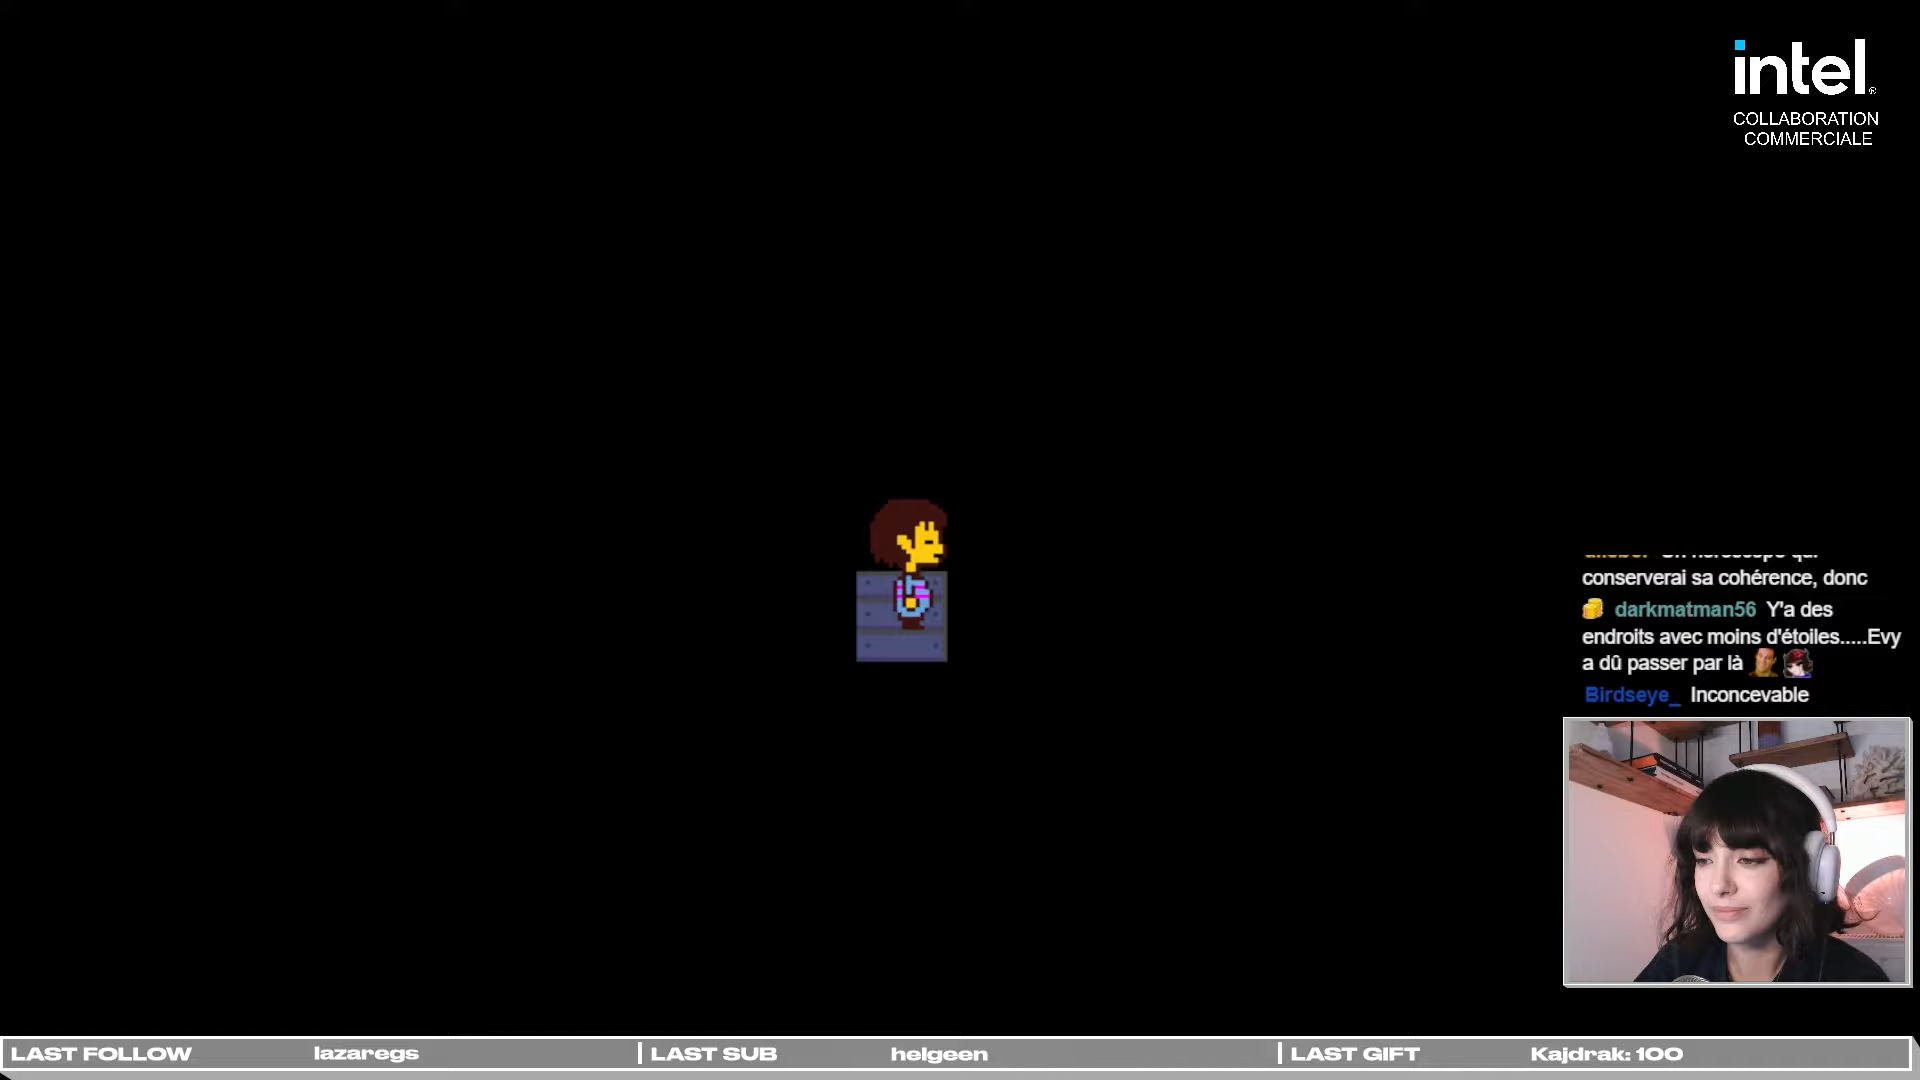 intel
COLLABORATION
COMMERCIALE
conserverai sa cohérence, donc
darkmatman56 Y'a des
endroits avec moins d'étoiles.....Evy
a dû passer par là
Birdseye_ Inconcevable
LAST FOLLOW lazaregs LAST SUB helgeen LAST GIFT Kajdrak: 100